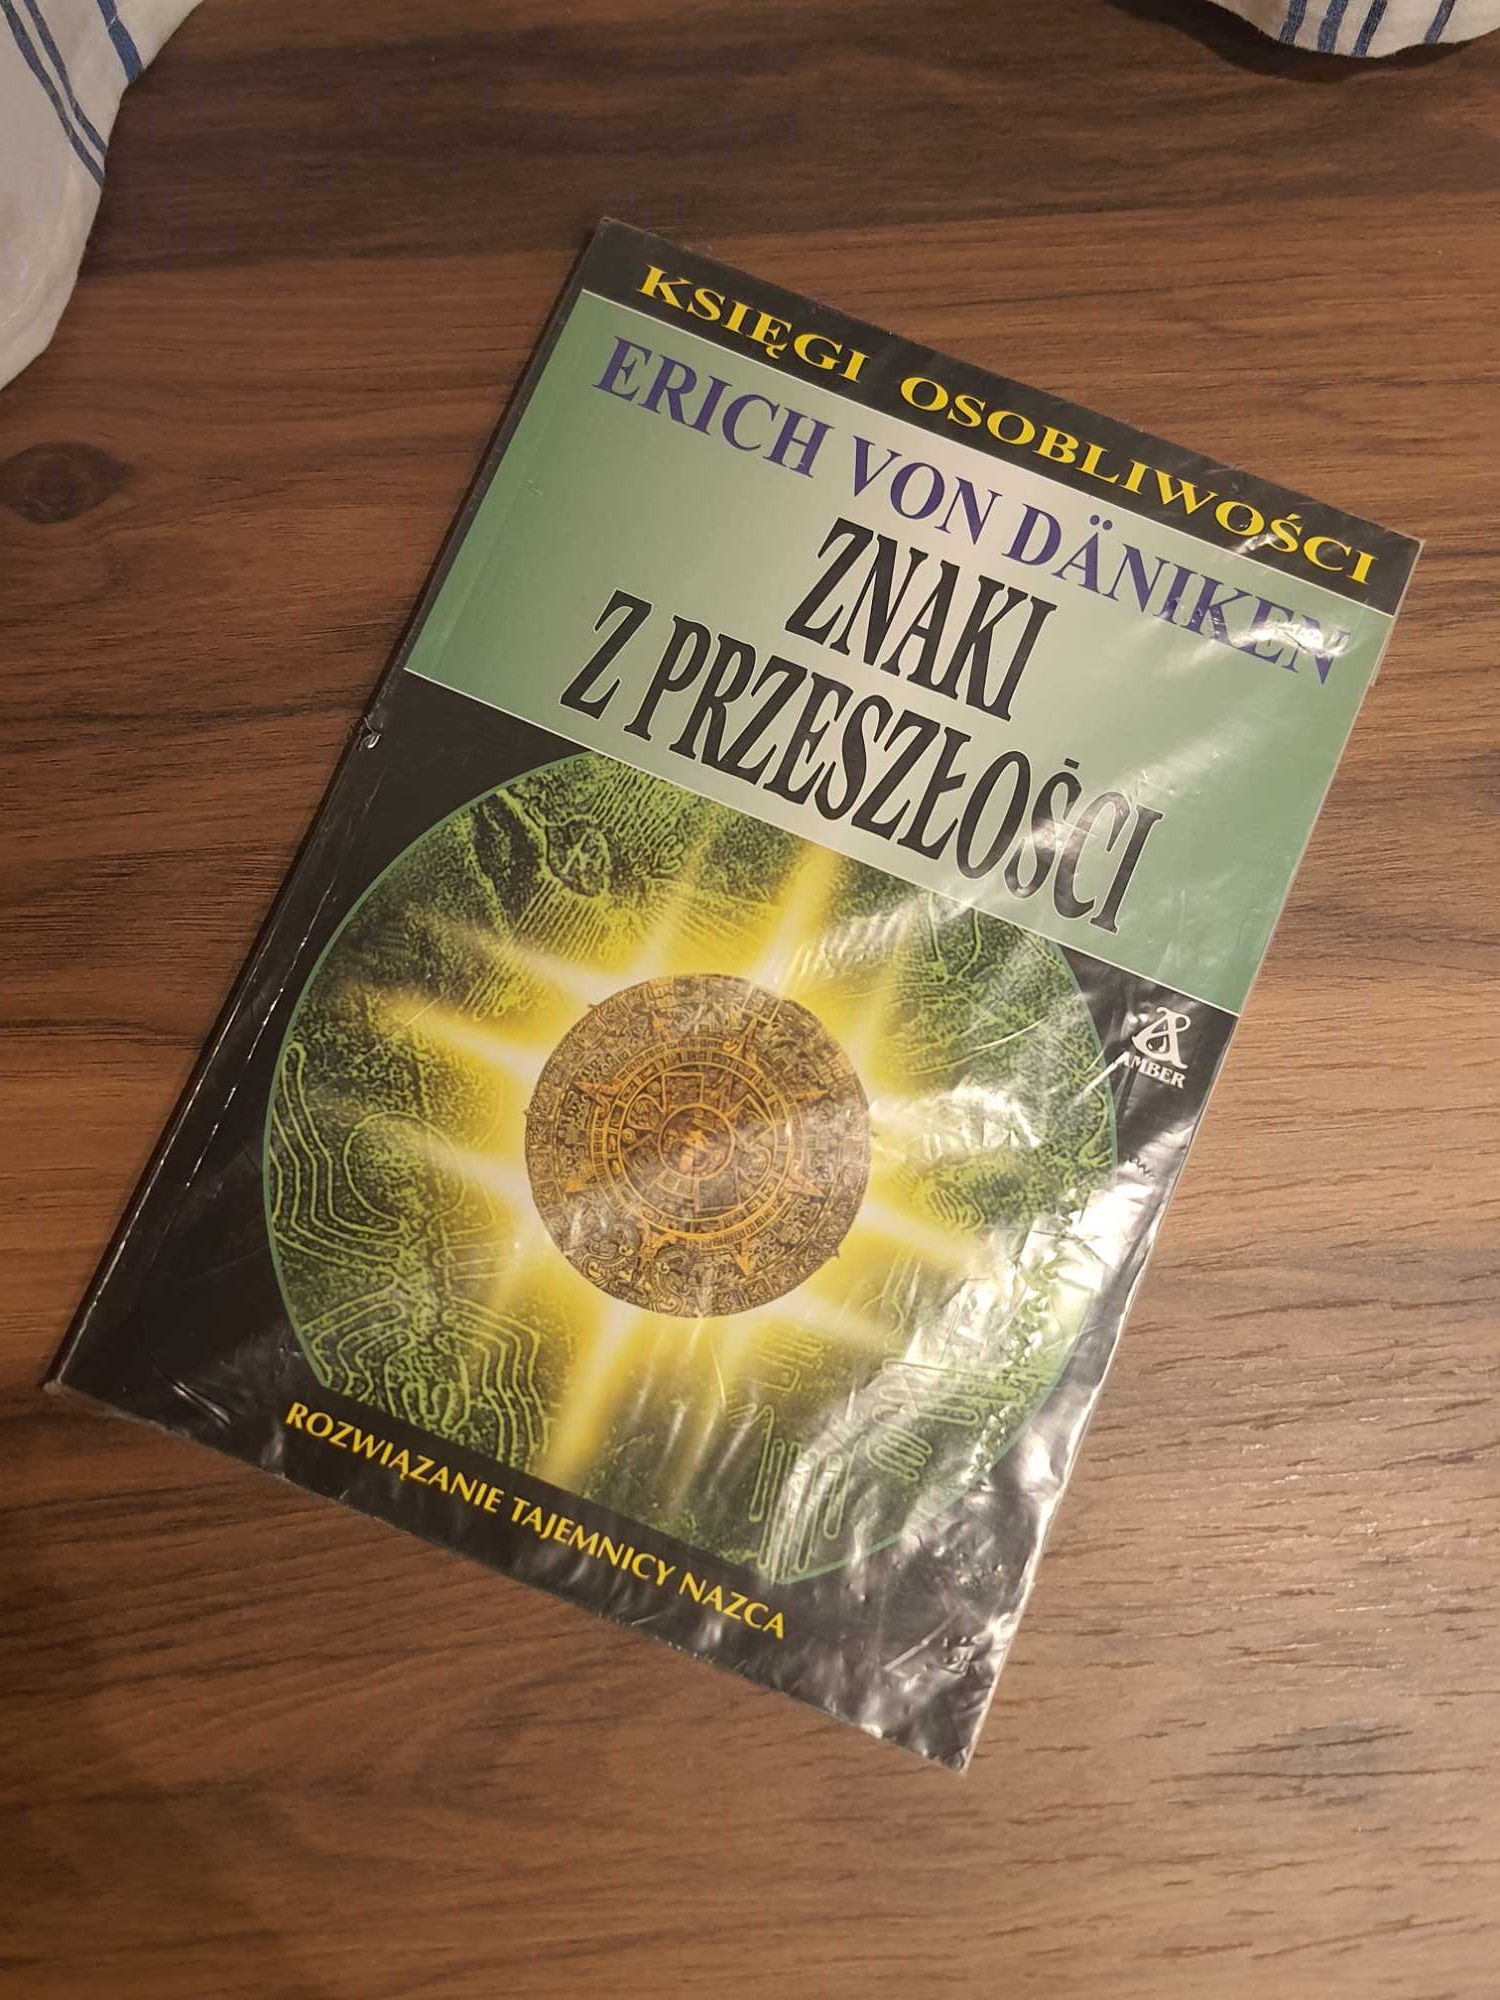 KSIĘGI OSOBLIWOŚCI
ERICH VON DÄNIKEN
ZNAKI
Z PRZESZŁOŚCI
AMBER
ROZWIĄZANIE TAJEMNICY NAZCA